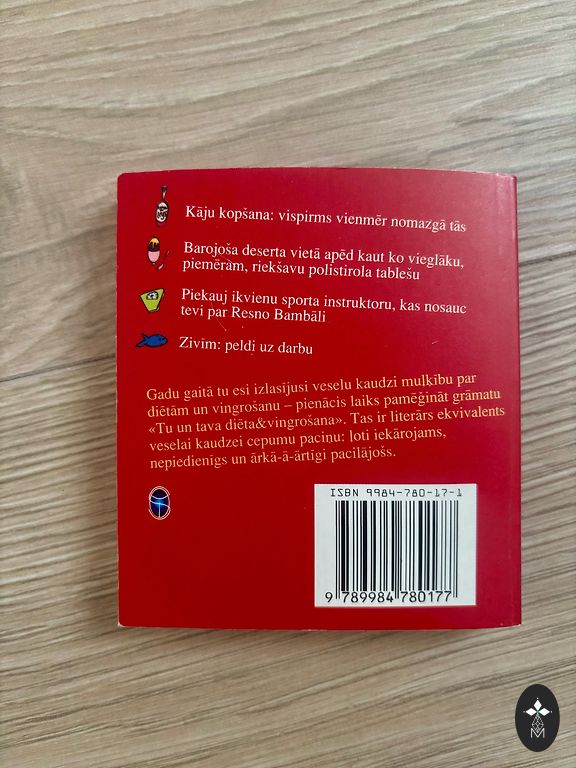 Kāju kopšana: vispirms vienmēr nomazgā tās
Barojoša deserta vietā apēd kaut ko vieglāku,
piemēram, riekšavu polistirola tablešu
Piekauj ikvienu sporta instruktoru, kas nosauc
tevi par Resno Bambāli
Zivīm: peldi uz darbu
Gadu gaitā tu esi izlasījusi veselu kaudzi muļķību par
diētām un vingrošanu – pienācis laiks pamēģināt grāmatu
«Tu un tava diēta&vingrošana». Tas ir literārs ekvivalents
veselai kaudzei cepumu paciņu: ļoti iekārojams,
nepiedienīgs un ārkā-ā-ārtīgi pacilājošs.
ISBN 9984-780-17-1
9 789984 780177
M